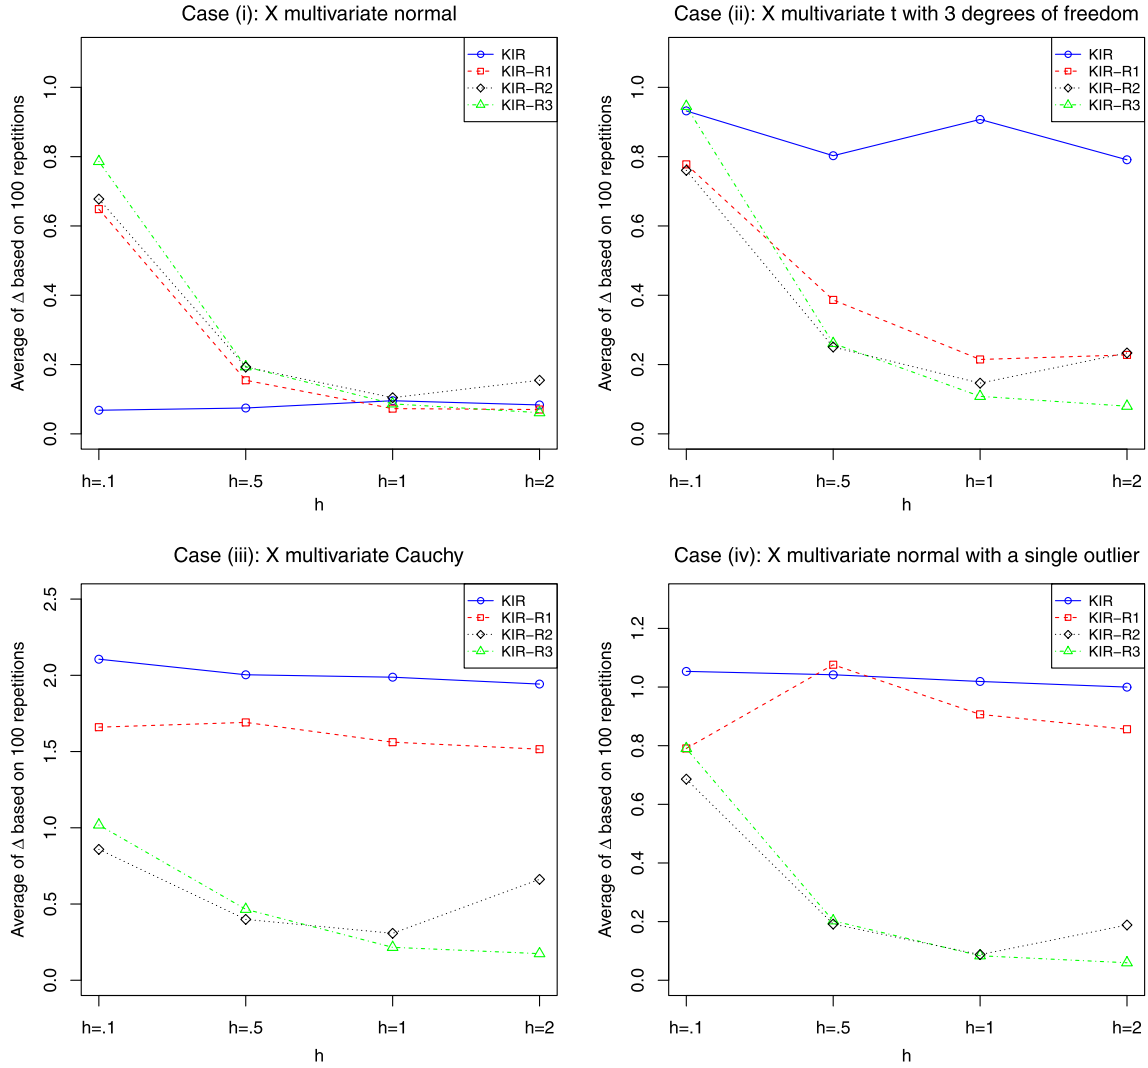 Case (i): X multivariate normal
Average of Δ based on 100 repetitions
1.0
0.8
0.6
0.4
0.2
0.0
KIR
KIR−R1
KIR−R2
KIR−R3
h=.1
h=.5
h=1
h=2
h
Case (ii): X multivariate t with 3 degrees of freedom
Average of Δ based on 100 repetitions
1.0
0.8
0.6
0.4
0.2
0.0
KIR
KIR−R1
KIR−R2
KIR−R3
h=.1
h=.5
h=1
h=2
h
Case (iii): X multivariate Cauchy
Average of Δ based on 100 repetitions
2.5
2.0
1.5
1.0
0.5
0.0
KIR
KIR−R1
KIR−R2
KIR−R3
h=.1
h=.5
h=1
h=2
h
Case (iv): X multivariate normal with a single outlier
Average of Δ based on 100 repetitions
1.2
1.0
0.8
0.6
0.4
0.2
0.0
KIR
KIR−R1
KIR−R2
KIR−R3
h=.1
h=.5
h=1
h=2
h